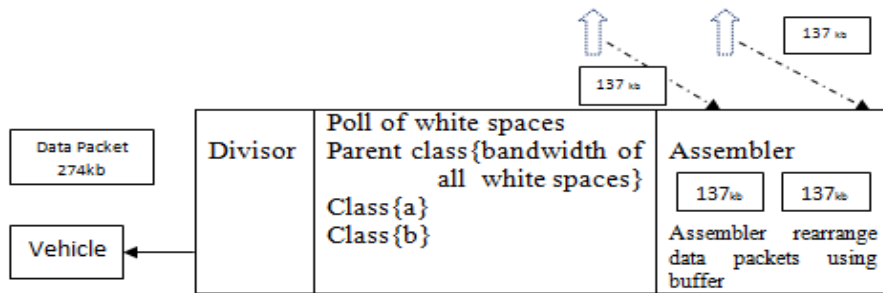 137 kb
137 kb
Data Packet
274kb
Vehicle
Divisor
Poll of white spaces
Parent class{bandwidth of
all white spaces}
Class{a}
Class{b}
Assembler
137kb
137kb
Assembler rearrange
data packets using
buffer